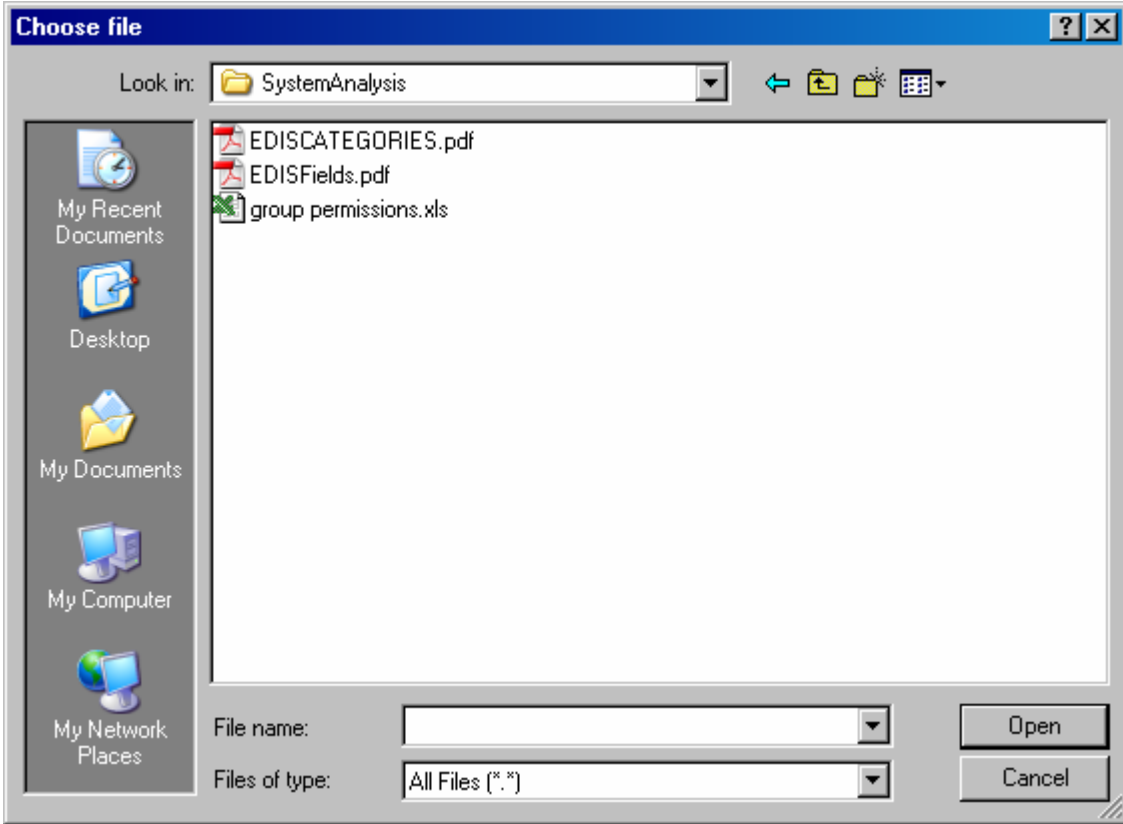 Choose file
Look in: SystemAnalysis
My Recent
Documents
Desktop
My Documents
My Computer
My Network
Places
EDISCATEGORIES.pdf
EDISFields.pdf
group permissions.xls
File name:
Open
Files of type: All Files (*.*)
Cancel